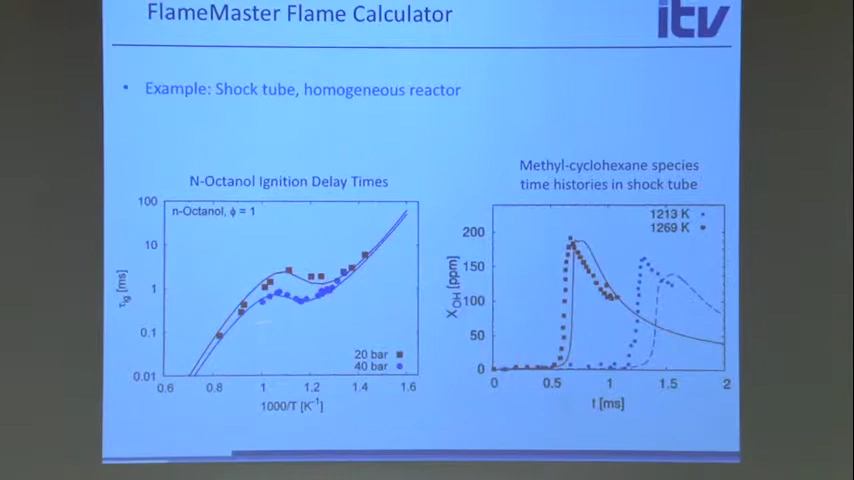 FlameMaster Flame Calculator
itv
• Example: Shock tube, homogeneous reactor
N-Octanol Ignition Delay Times
100
10
1
0.1
0.01
τig [ms]
n-Octanol, ϕ = 1
20 bar
40 bar
0.6 0.8 1 1.2 1.4 1.6
1000/T [K-1]
Methyl-cyclohexane species
time histories in shock tube
1213 K
1269 K
200
150
100
50
0
XOH [ppm]
0 0.5 1 1.5 2
t [ms]